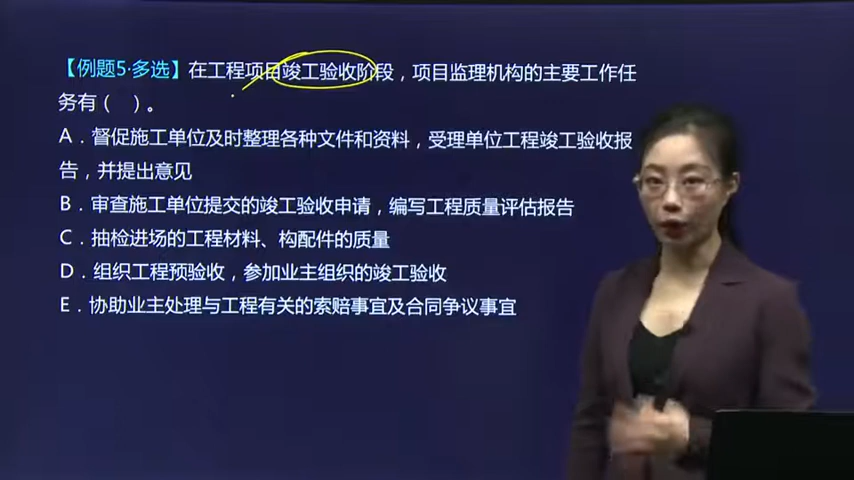 【例题5·多选】在工程项目竣工验收阶段，项目监理机构的主要工作任
务有（ ）。
A．督促施工单位及时整理各种文件和资料，受理单位工程竣工验收报
告，并提出意见
B．审查施工单位提交的竣工验收申请，编写工程质量评估报告
C．抽检进场的工程材料、构配件的质量
D．组织工程预验收，参加业主组织的竣工验收
E．协助业主处理与工程有关的索赔事宜及合同争议事宜